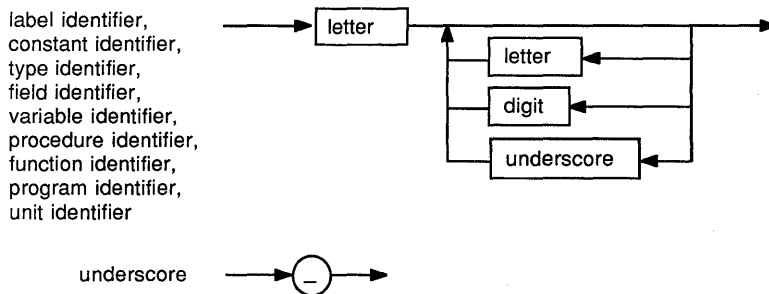 label identifier,
constant identifier,
type identifier,
field identifier,
variable identifier,
procedure identifier,
function identifier,
program identifier,
unit identifier
letter
letter
digit
underscore
underscore
_